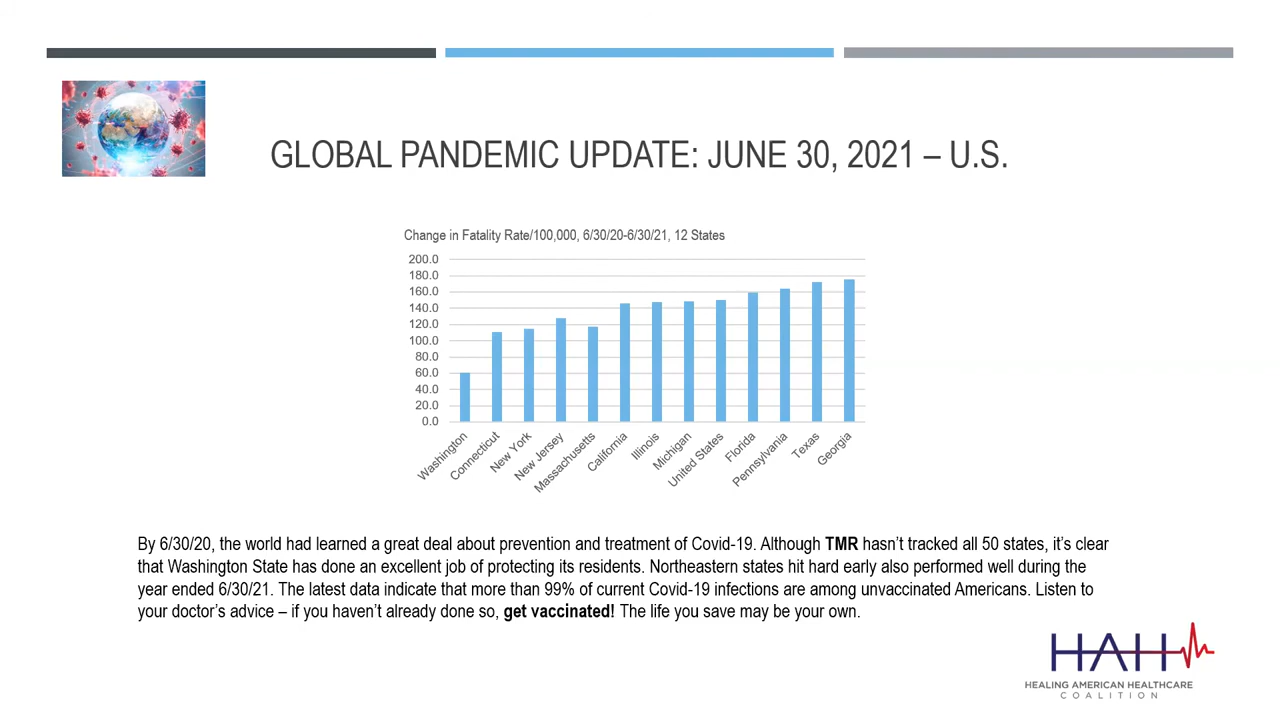 GLOBAL PANDEMIC UPDATE: JUNE 30, 2021 – U.S.
Change in Fatality Rate/100,000, 6/30/20-6/30/21, 12 States
200.0
180.0
160.0
140.0
120.0
100.0
80.0
60.0
40.0
20.0
0.0
Washington
Connecticut
New York
New Jersey
Massachusetts
California
Illinois
Michigan
United States
Florida
Pennsylvania
Texas
Georgia
By 6/30/20, the world had learned a great deal about prevention and treatment of Covid-19. Although TMR hasn’t tracked all 50 states, it’s clear
that Washington State has done an excellent job of protecting its residents. Northeastern states hit hard early also performed well during the
year ended 6/30/21. The latest data indicate that more than 99% of current Covid-19 infections are among unvaccinated Americans. Listen to
your doctor’s advice – if you haven’t already done so, get vaccinated! The life you save may be your own.
HAH
HEALING AMERICAN HEALTHCARE
COALITION